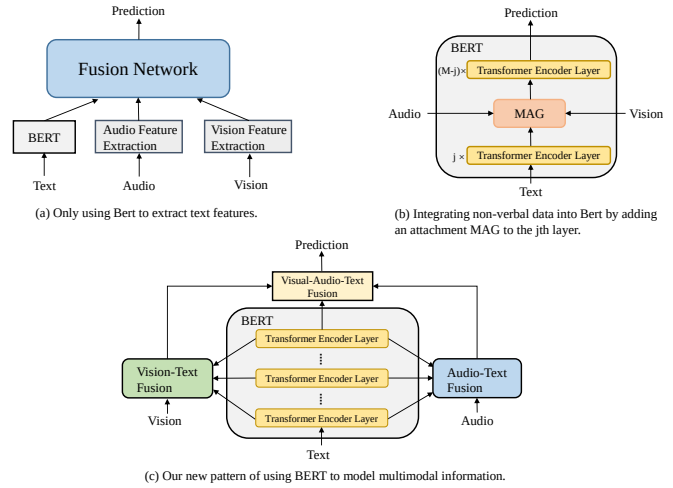 Prediction
Fusion Network
BERT
Audio Feature
Extraction
Vision Feature
Extraction
Text
Audio
Vision
(a) Only using Bert to extract text features.
Prediction
BERT
(M-j)×
Transformer Encoder Layer
Audio
MAG
Vision
j ×
Transformer Encoder Layer
Text
(b) Integrating non-verbal data into Bert by adding
an attachment MAG to the jth layer.
Prediction
Visual-Audio-Text
Fusion
BERT
Transformer Encoder Layer
Vision-Text
Fusion
Transformer Encoder Layer
Audio-Text
Fusion
Transformer Encoder Layer
Vision
Audio
Text
(c) Our new pattern of using BERT to model multimodal information.